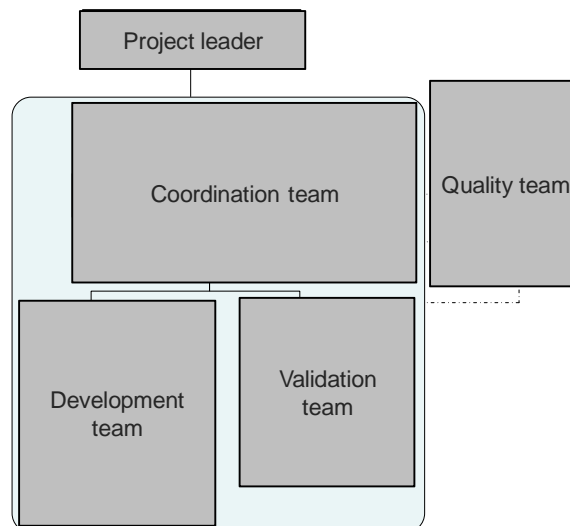 Project leader
Coordination team
Quality team
Development
team
Validation
team